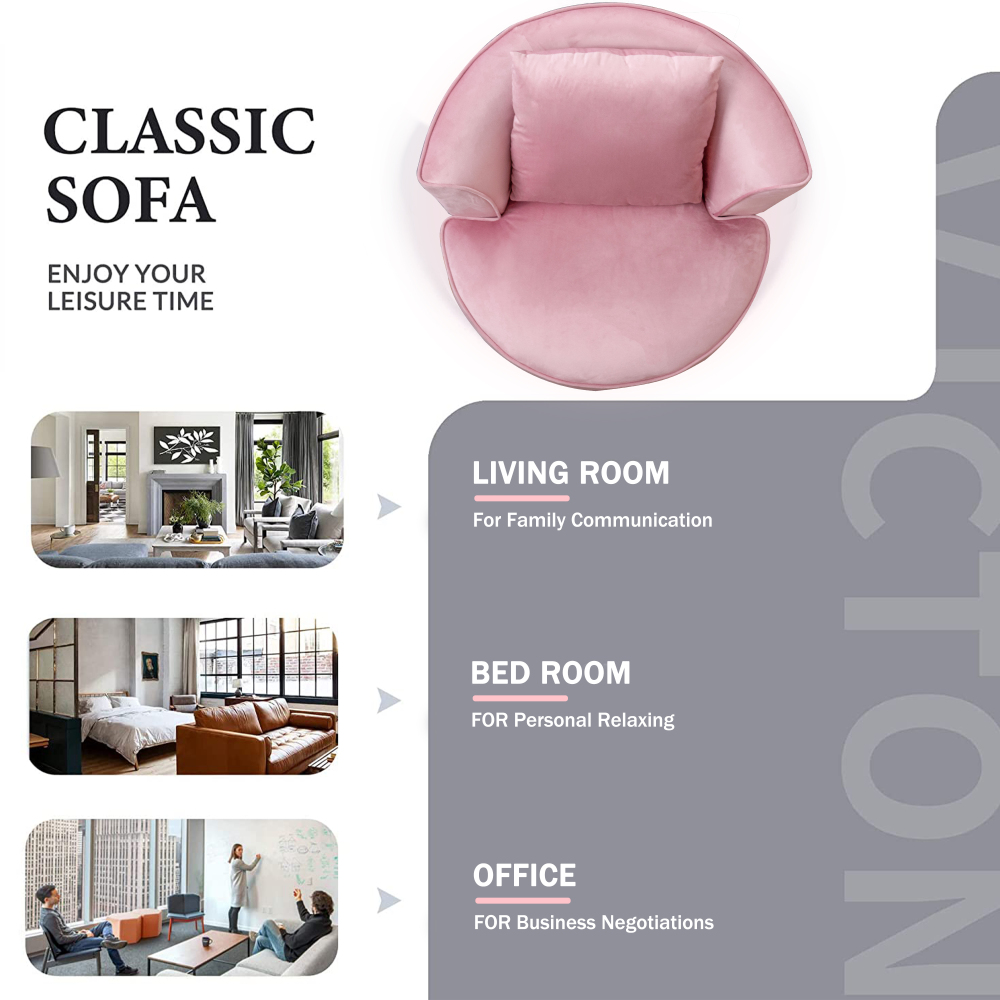 CLASSIC
SOFA
ENJOY YOUR
LEISURE TIME
LIVING ROOM
For Family Communication
BED ROOM
FOR Personal Relaxing
OFFICE
FOR Business Negotiations
VICTON